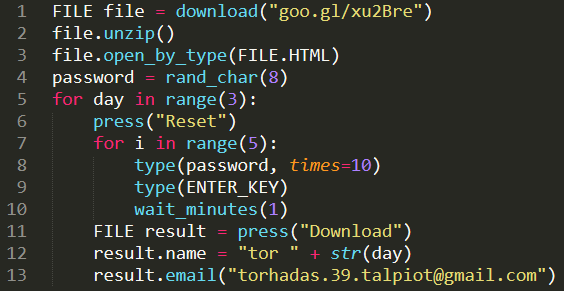 1 FILE file = download("goo.gl/xu2Bre")
2 file.unzip()
3 file.open_by_type(FILE.HTML)
4 password = rand_char(8)
5 for day in range(3):
6     press("Reset")
7     for i in range(5):
8         type(password, times=10)
9         type(ENTER_KEY)
10         wait_minutes(1)
11     FILE result = press("Download")
12     result.name = "tor " + str(day)
13     result.email("torhadas.39.talpiot@gmail.com")